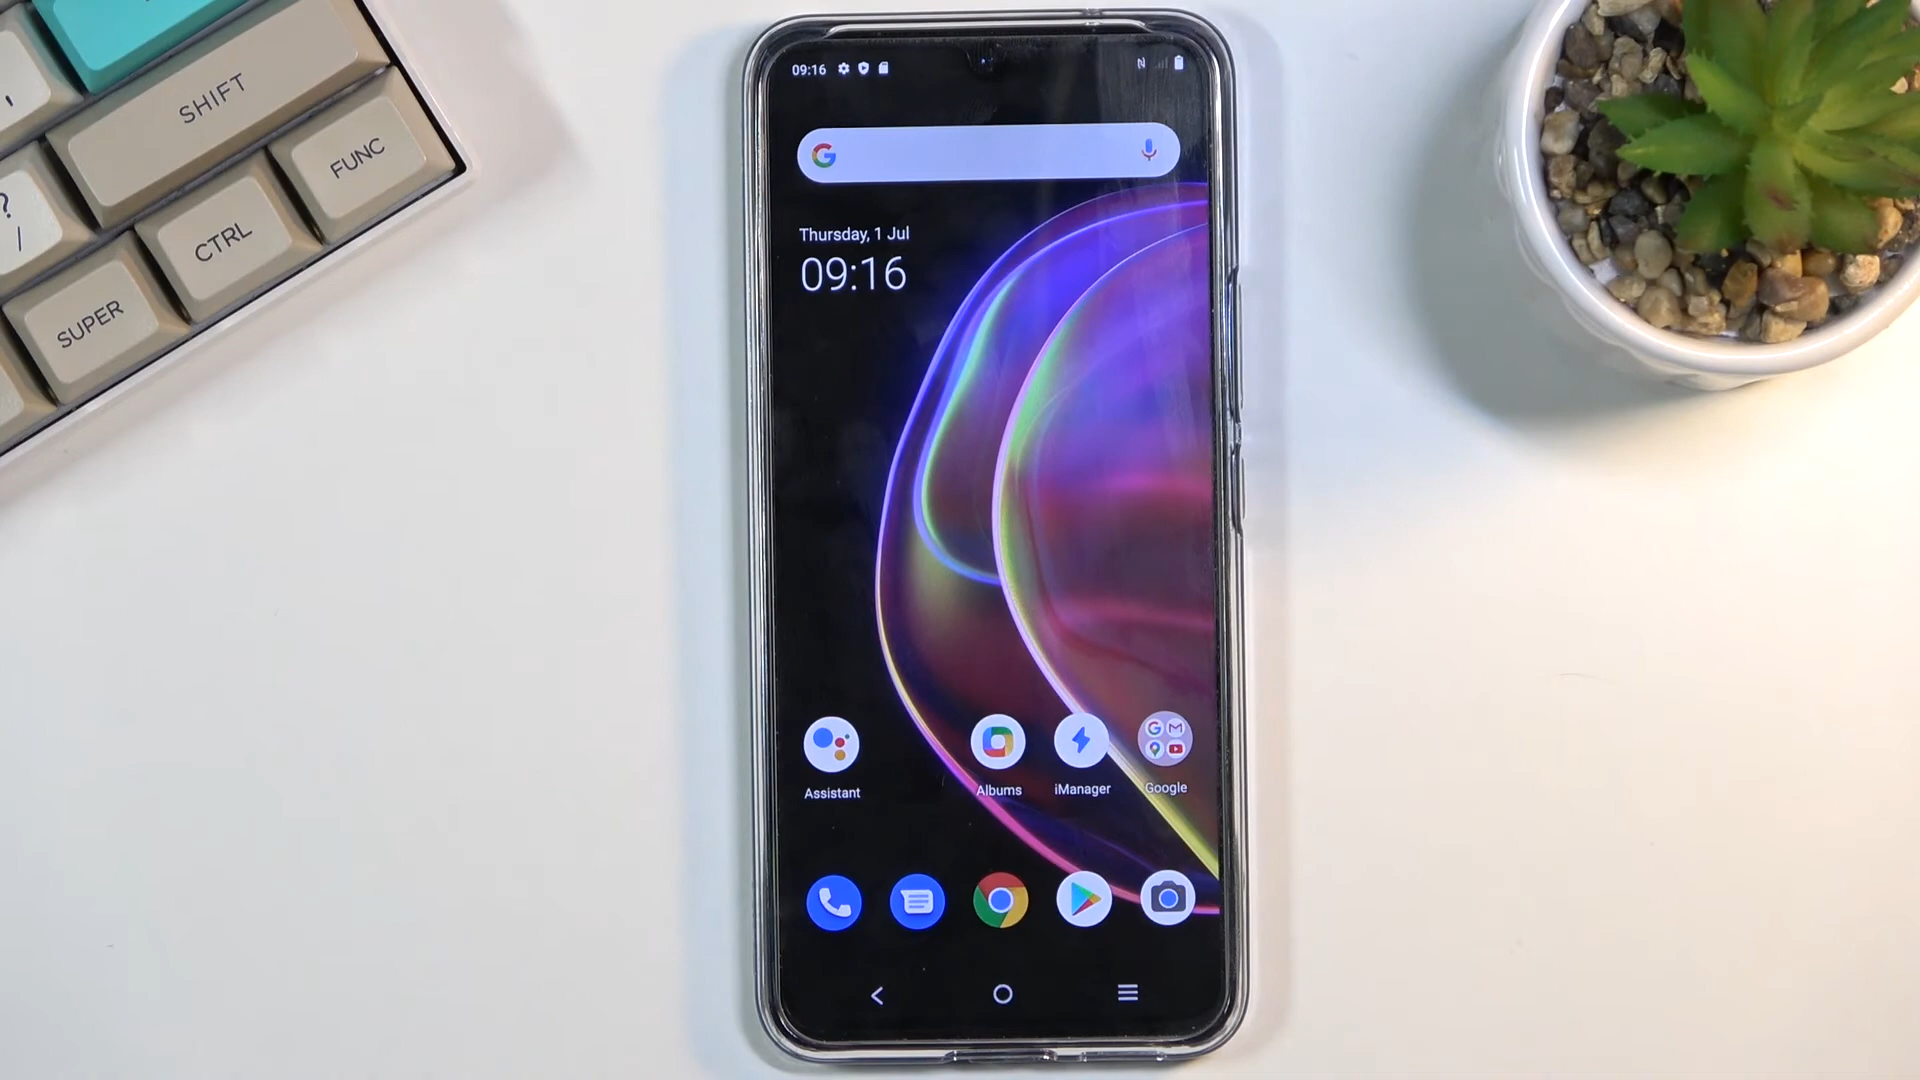 SHIFT
FUNC
?
/
CTRL
SUPER
09:16
Thursday, 1 Jul
09:16
Assistant
Albums
iManager
Google